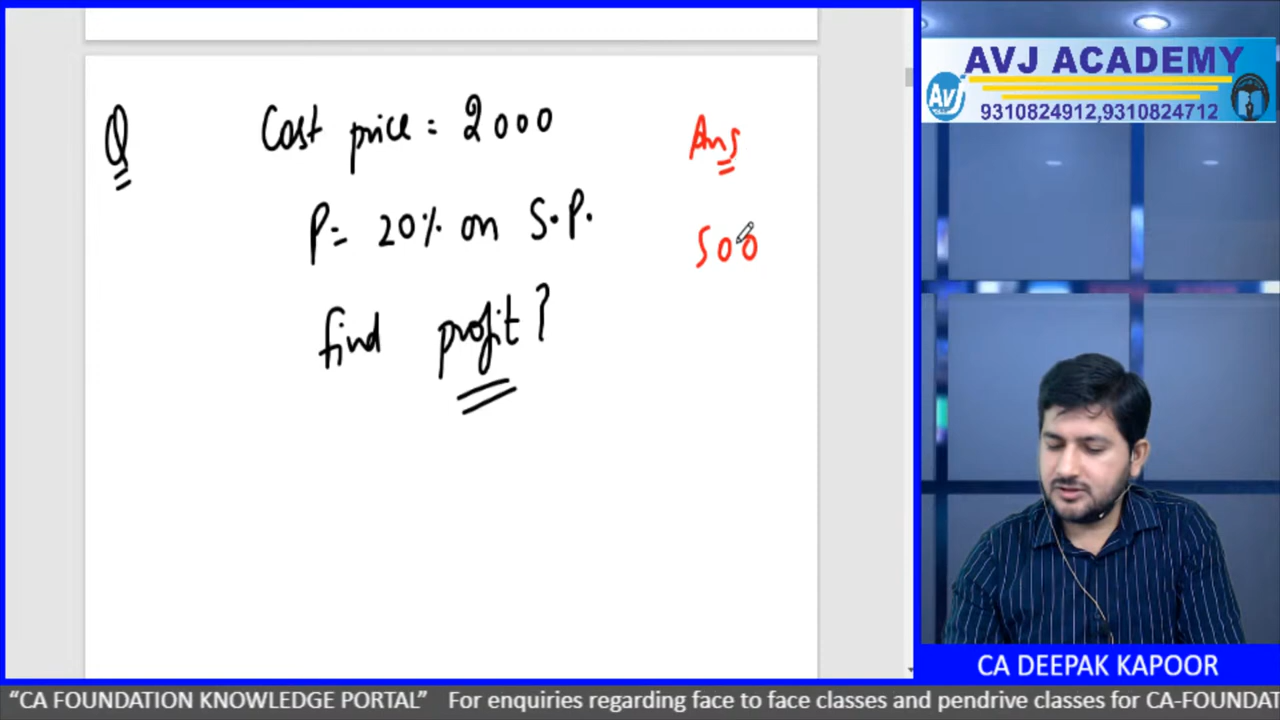 Q Cost price = 2000
P = 20% on S.P.
find profit?
Ans
500
AVJ ACADEMY
AV
9310824912,9310824712
CA DEEPAK KAPOOR
“CA FOUNDATION KNOWLEDGE PORTAL” For enquiries regarding face to face classes and pendrive classes for CA-FOUNDAT